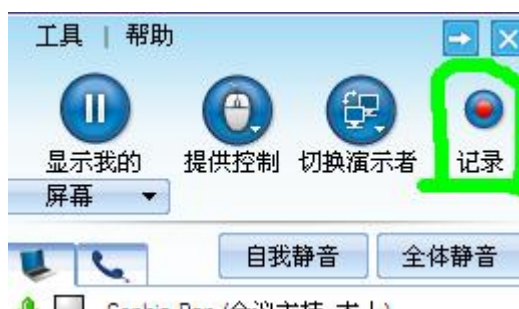 工具 | 帮助
显示我的 提供控制 切换演示者 记录
屏幕
自我静音 全体静音